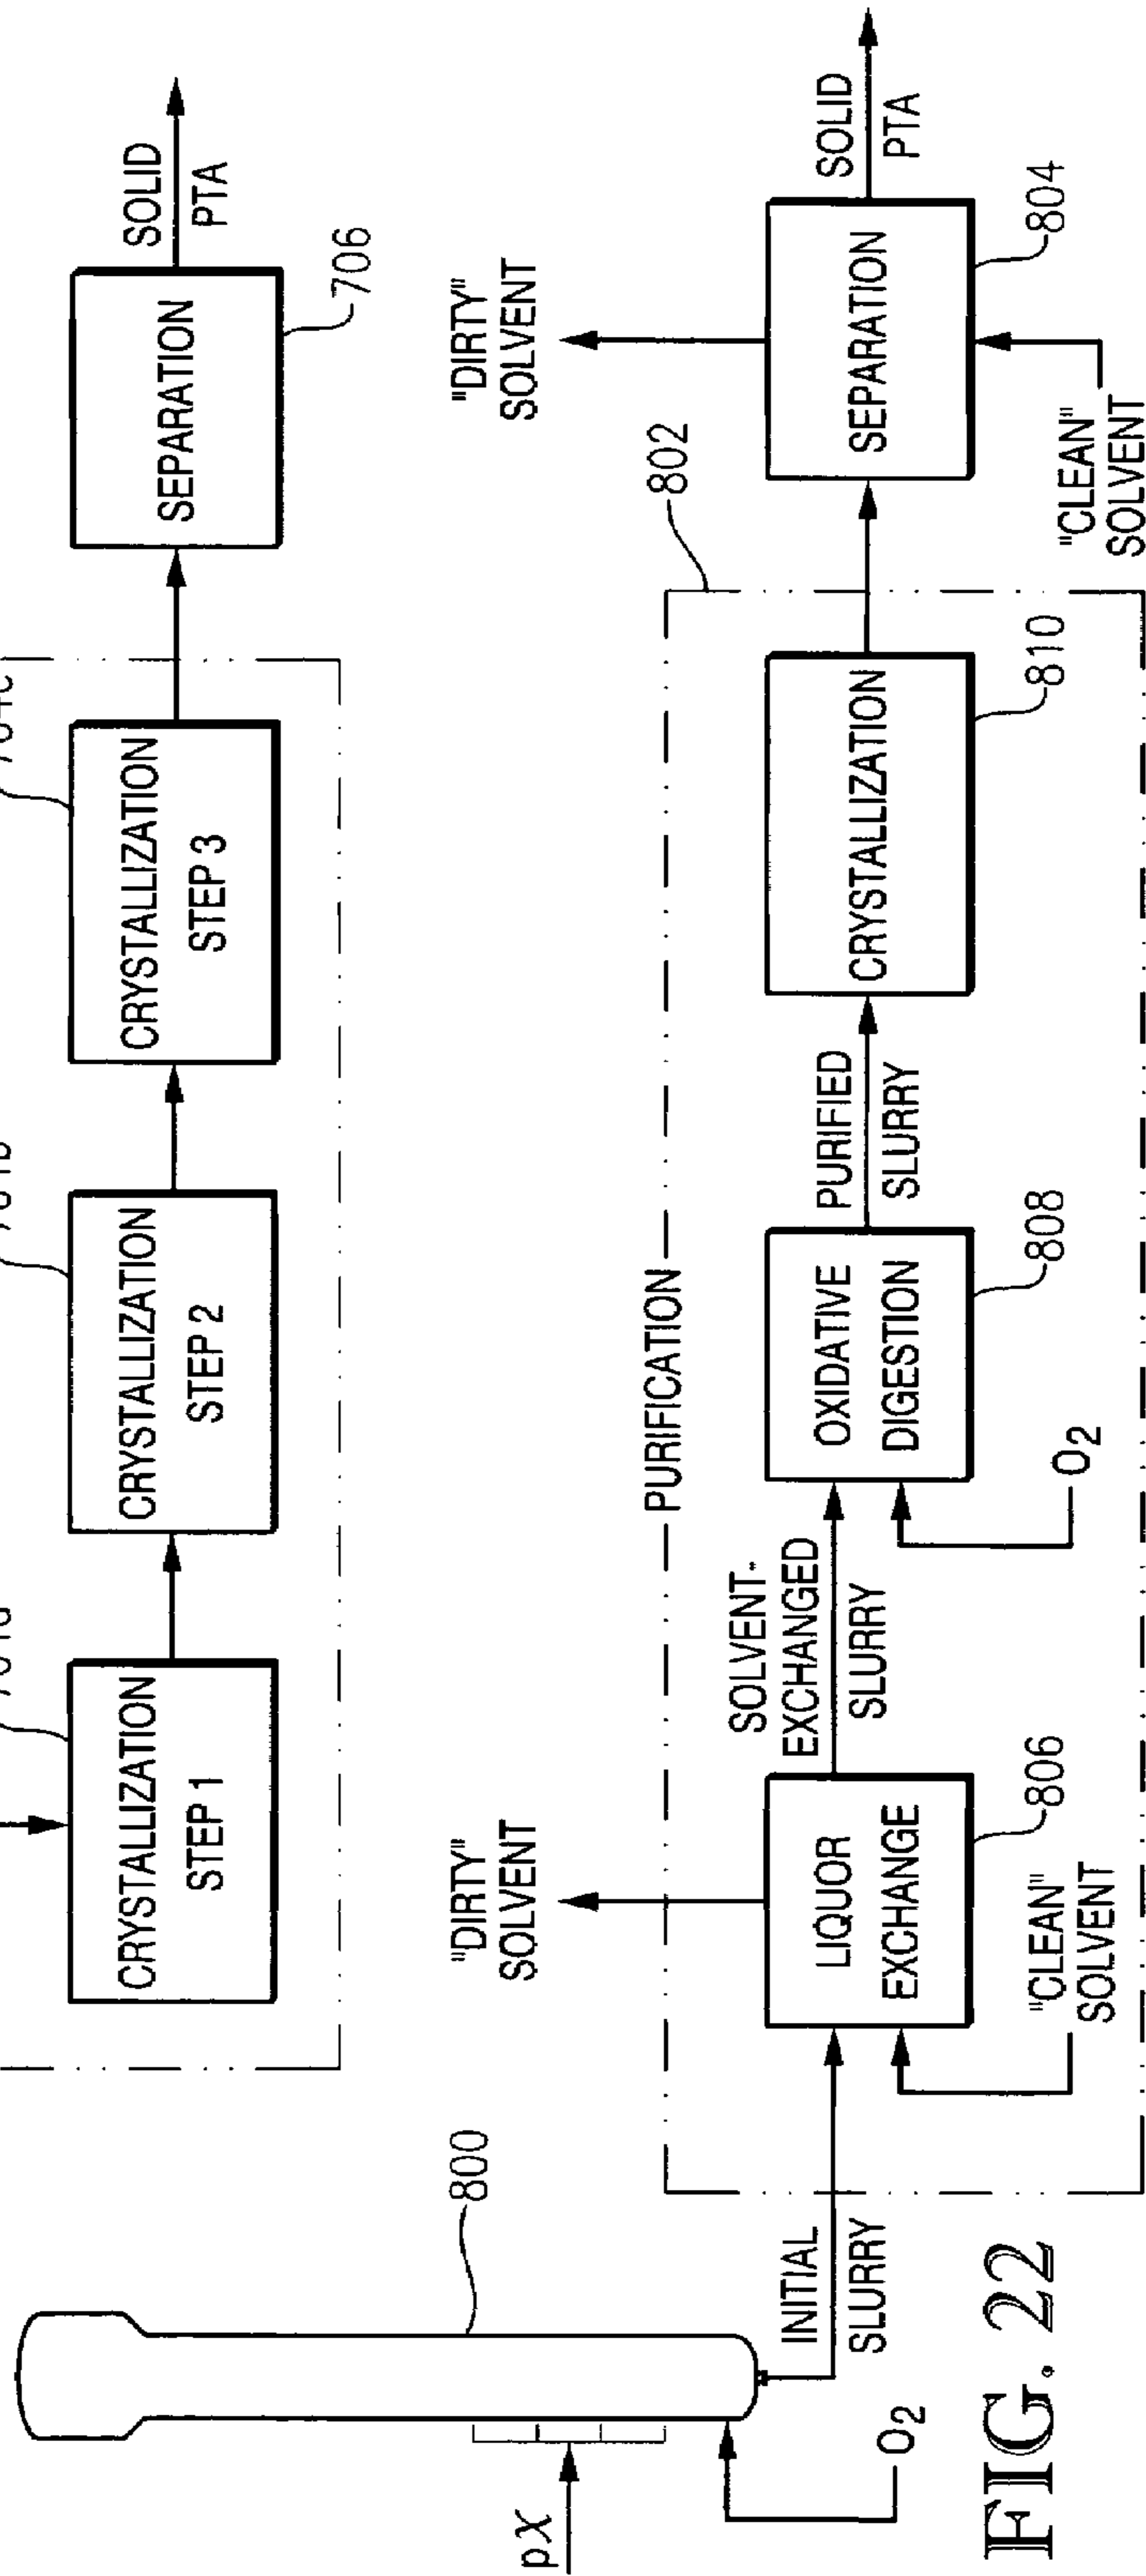 CRYSTALLIZATION
STEP 1
CRYSTALLIZATION
STEP 2
CRYSTALLIZATION
STEP 3
SEPARATION
706
SOLID
PTA
800
pX
O2
INITIAL
SLURRY
PURIFICATION
802
"DIRTY"
SOLVENT
LIQUOR
EXCHANGE
806
"CLEAN"
SOLVENT
SOLVENT-
EXCHANGED
SLURRY
OXIDATIVE
DIGESTION
808
O2
PURIFIED
SLURRY
CRYSTALLIZATION
810
"DIRTY"
SOLVENT
SEPARATION
804
"CLEAN"
SOLVENT
SOLID
PTA
FIG. 22